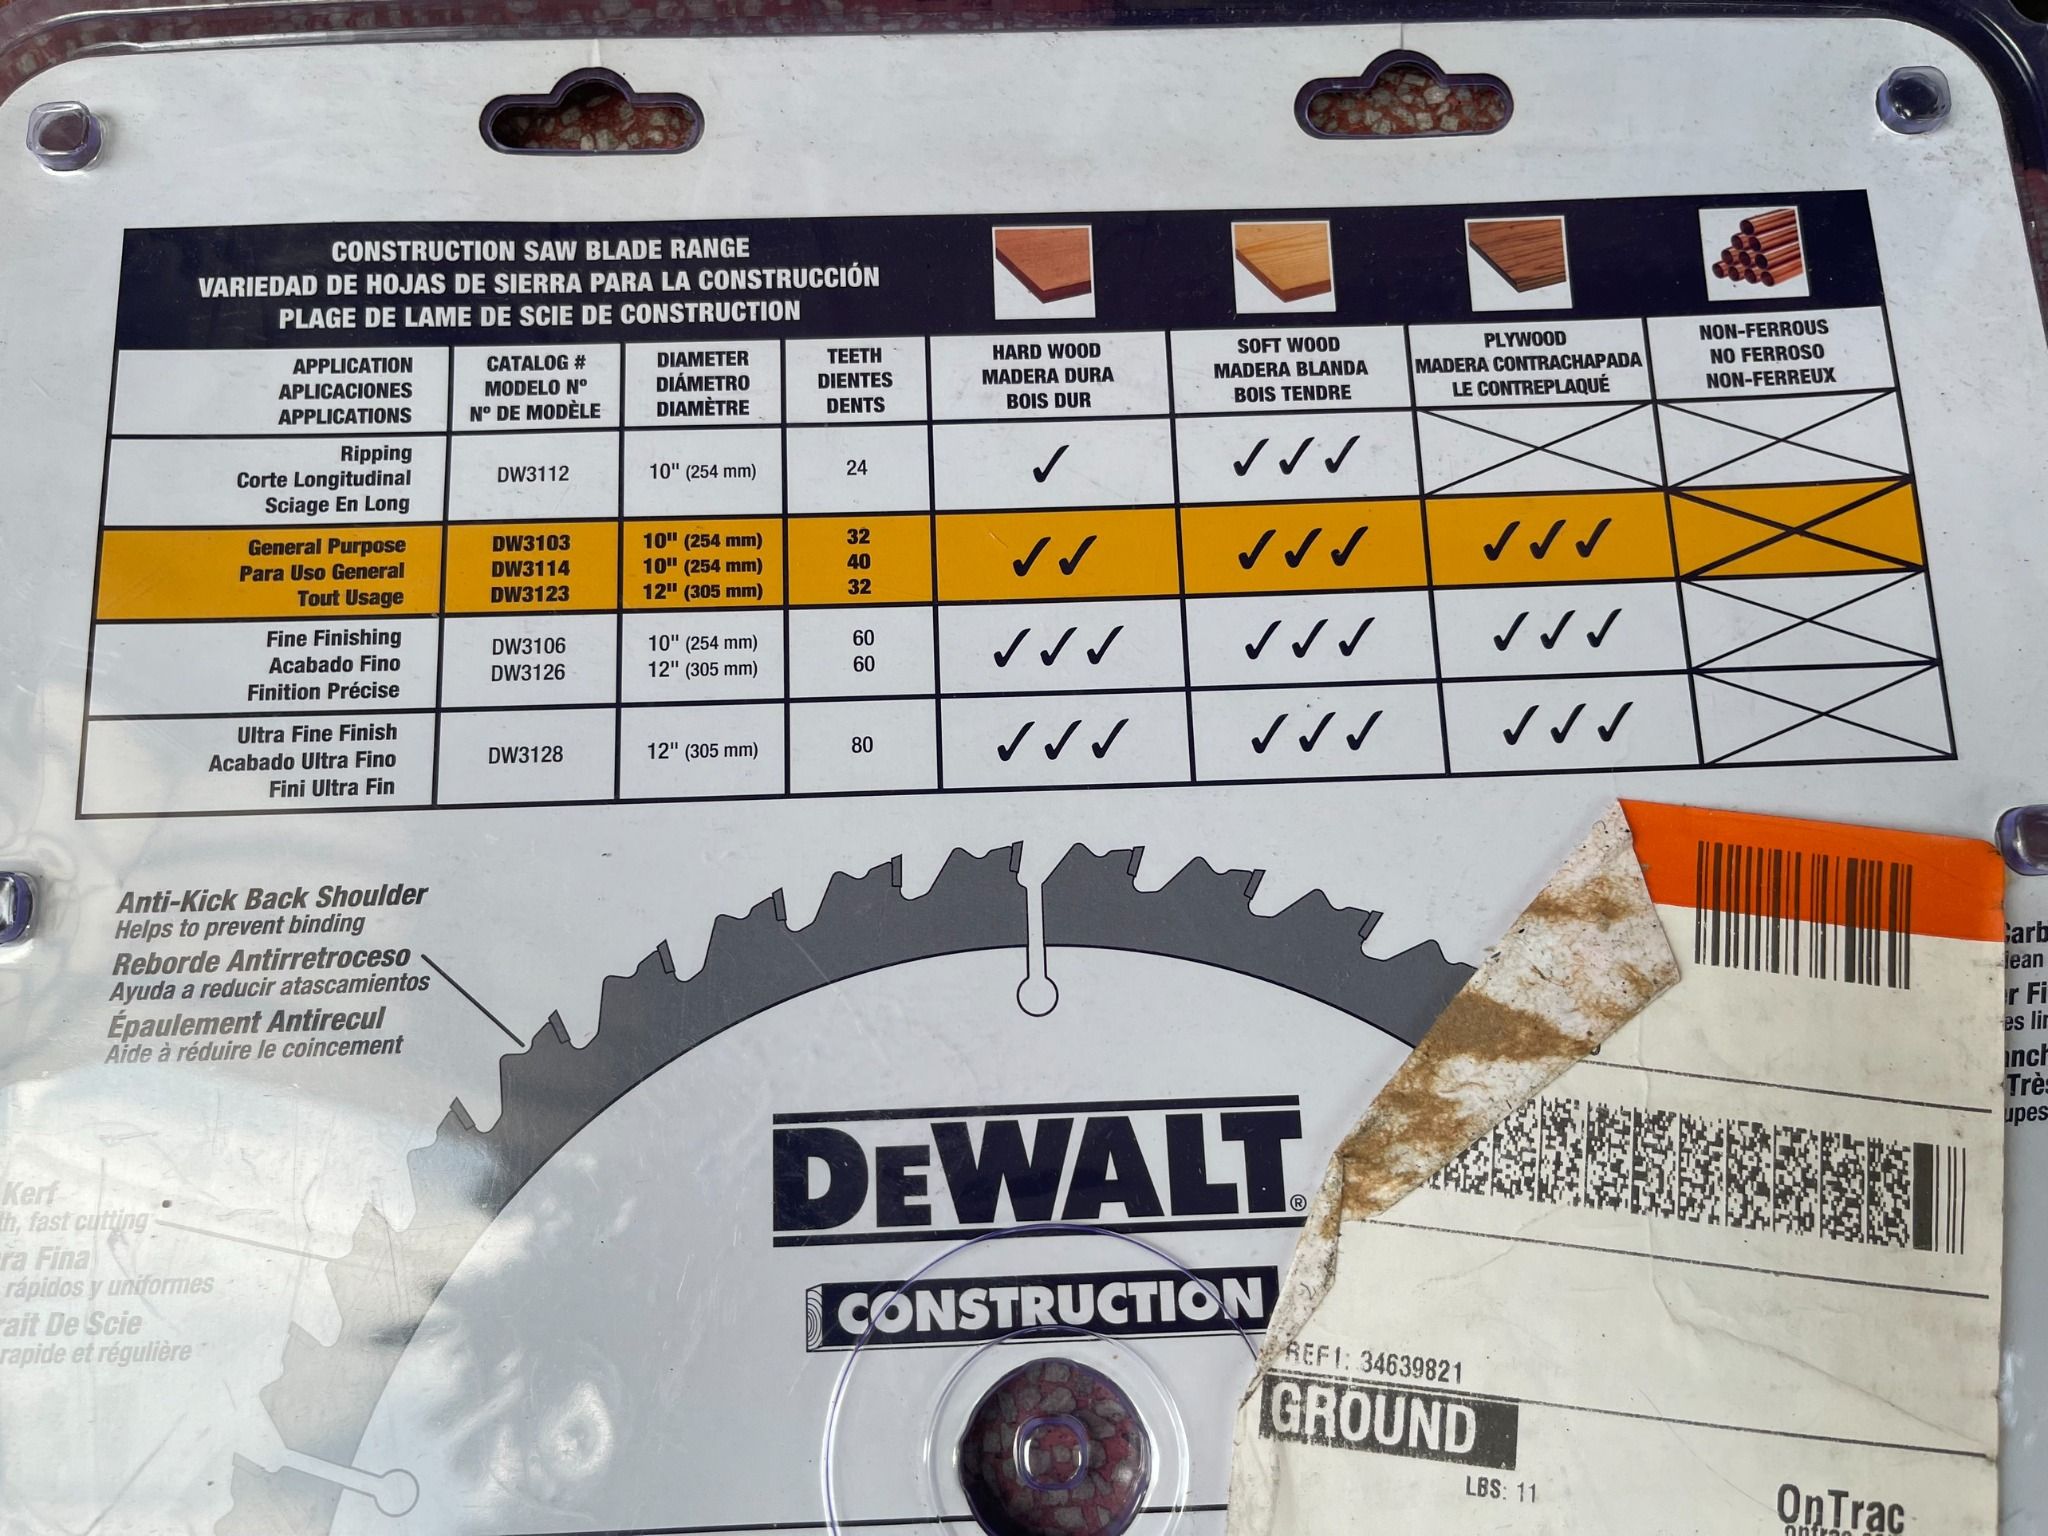 CONSTRUCTION SAW BLADE RANGE
VARIEDAD DE HOJAS DE SIERRA PARA LA CONSTRUCCIÓN
PLAGE DE LAME DE SCIE DE CONSTRUCTION
APPLICATION
APLICACIONES
APPLICATIONS
CATALOG #
MODELO Nº
Nº DE MODÈLE
DIAMETER
DIÁMETRO
DIAMÈTRE
TEETH
DIENTES
DENTS
HARD WOOD
MADERA DURA
BOIS DUR
SOFT WOOD
MADERA BLANDA
BOIS TENDRE
PLYWOOD
MADERA CONTRACHAPADA
LE CONTREPLAQUÉ
NON-FERROUS
NO FERROSO
NON-FERREUX
Ripping
Corte Longitudinal
Sciage En Long
DW3112
10" (254 mm)
24
✓
✓✓✓
General Purpose
Para Uso General
Tout Usage
DW3103
DW3114
DW3123
10" (254 mm)
10" (254 mm)
12" (305 mm)
32
40
32
✓✓
✓✓✓
✓✓✓
Fine Finishing
Acabado Fino
Finition Précise
DW3106
DW3126
10" (254 mm)
12" (305 mm)
60
60
✓✓✓
✓✓✓
✓✓✓
Ultra Fine Finish
Acabado Ultra Fino
Fini Ultra Fin
DW3128
12" (305 mm)
80
✓✓✓
✓✓✓
✓✓✓
Anti-Kick Back Shoulder
Helps to prevent binding
Reborde Antirretroceso
Ayuda a reducir atascamientos
Épaulement Antirecul
Aide à réduire le coincement
Kerf
fast cutting
Fina
rápidos y uniformes
De Scie
rapide et régulière
DEWALT®
CONSTRUCTION
REF1: 34639821
GROUND
LBS: 11
OnTrac